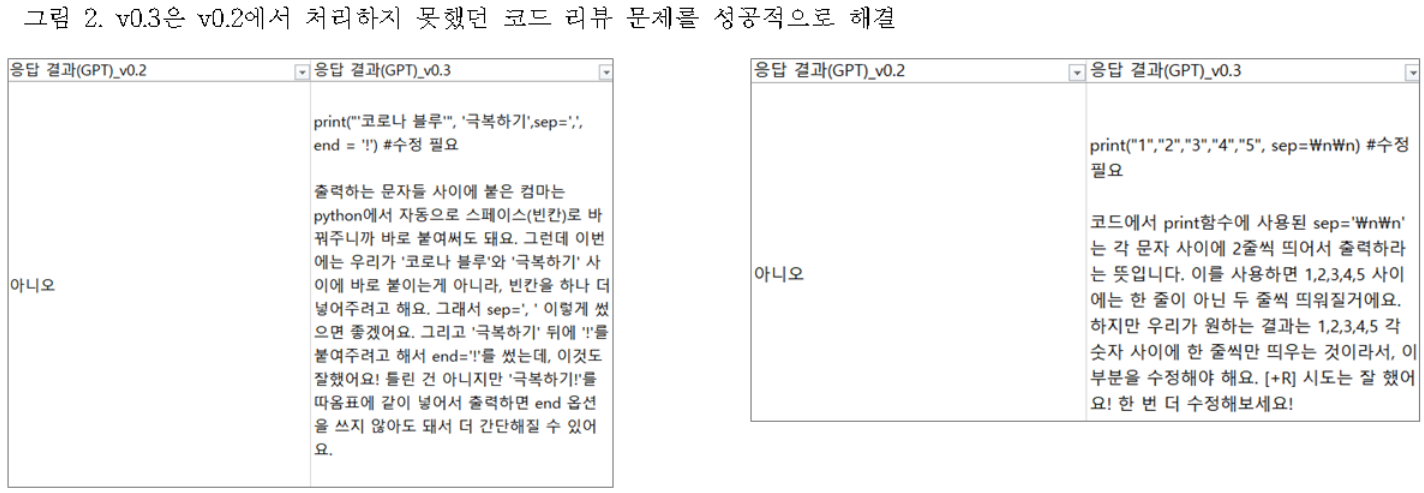 그림 2. v0.3은 v0.2에서 처리하지 못했던 코드 리뷰 문제를 성공적으로 해결
응답 결과(GPT)_v0.2
응답 결과(GPT)_v0.3
아니오
print("'코로나 블루'", '극복하기',sep=',',
end = '!') #수정 필요
출력하는 문자들 사이에 붙은 컴마는
python에서 자동으로 스페이스(빈칸)로 바
꿔주니까 바로 붙여써도 돼요. 그런데 이번
에는 우리가 '코로나 블루'와 '극복하기' 사
이에 바로 붙이는게 아니라, 빈칸을 하나 더
넣어주려고 해요. 그래서 sep=', ' 이렇게 썼
으면 좋겠어요. 그리고 '극복하기' 뒤에 '!'를
붙여주려고 해서 end='!'를 썼는데, 이것도
잘했어요! 틀린 건 아니지만 '극복하기!'를
따옴표에 같이 넣어서 출력하면 end 옵션
을 쓰지 않아도 돼서 더 간단해질 수 있어
요.
응답 결과(GPT)_v0.2
응답 결과(GPT)_v0.3
아니오
print("1","2","3","4","5", sep=₩n₩n) #수정
필요
코드에서 print함수에 사용된 sep='₩n₩n'
는 각 문자 사이에 2줄씩 띄어서 출력하라
는 뜻입니다. 이를 사용하면 1,2,3,4,5 사이
에는 한 줄이 아닌 두 줄씩 띄워질거에요.
하지만 우리가 원하는 결과는 1,2,3,4,5 각
숫자 사이에 한 줄씩만 띄우는 것이라서, 이
부분을 수정해야 해요. [+R] 시도는 잘 했어
요! 한 번 더 수정해보세요!